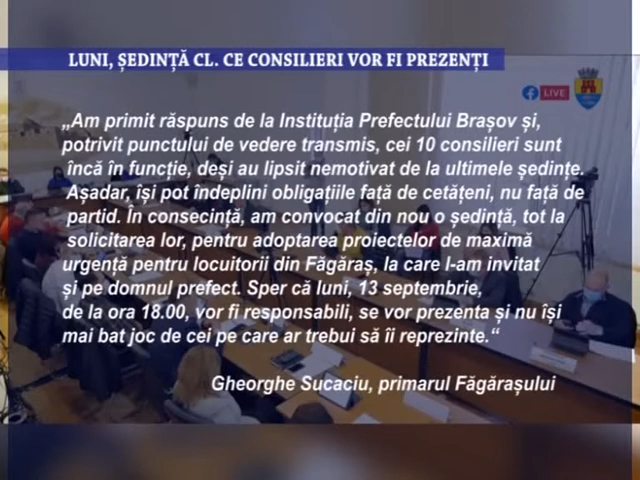 LUNI, ȘEDINȚĂ CL. CE CONSILIERI VOR FI PREZENȚI
LIVE
„Am primit răspuns de la Instituția Prefectului Brașov și,
potrivit punctului de vedere transmis, cei 10 consilieri sunt
încă în funcție, deși au lipsit nemotivat de la ultimele ședințe.
Așadar, își pot îndeplini obligațiile față de cetățeni, nu față de
partid. În consecință, am convocat din nou o ședință, tot la
solicitarea lor, pentru adoptarea proiectelor de maximă
urgență pentru locuitorii din Făgăraș, la care l-am invitat
și pe domnul prefect. Sper că luni, 13 septembrie,
de la ora 18.00, vor fi responsabili, se vor prezenta și nu își
mai bat joc de cei pe care ar trebui să îi reprezinte.“
Gheorghe Sucaciu, primarul Făgărașului